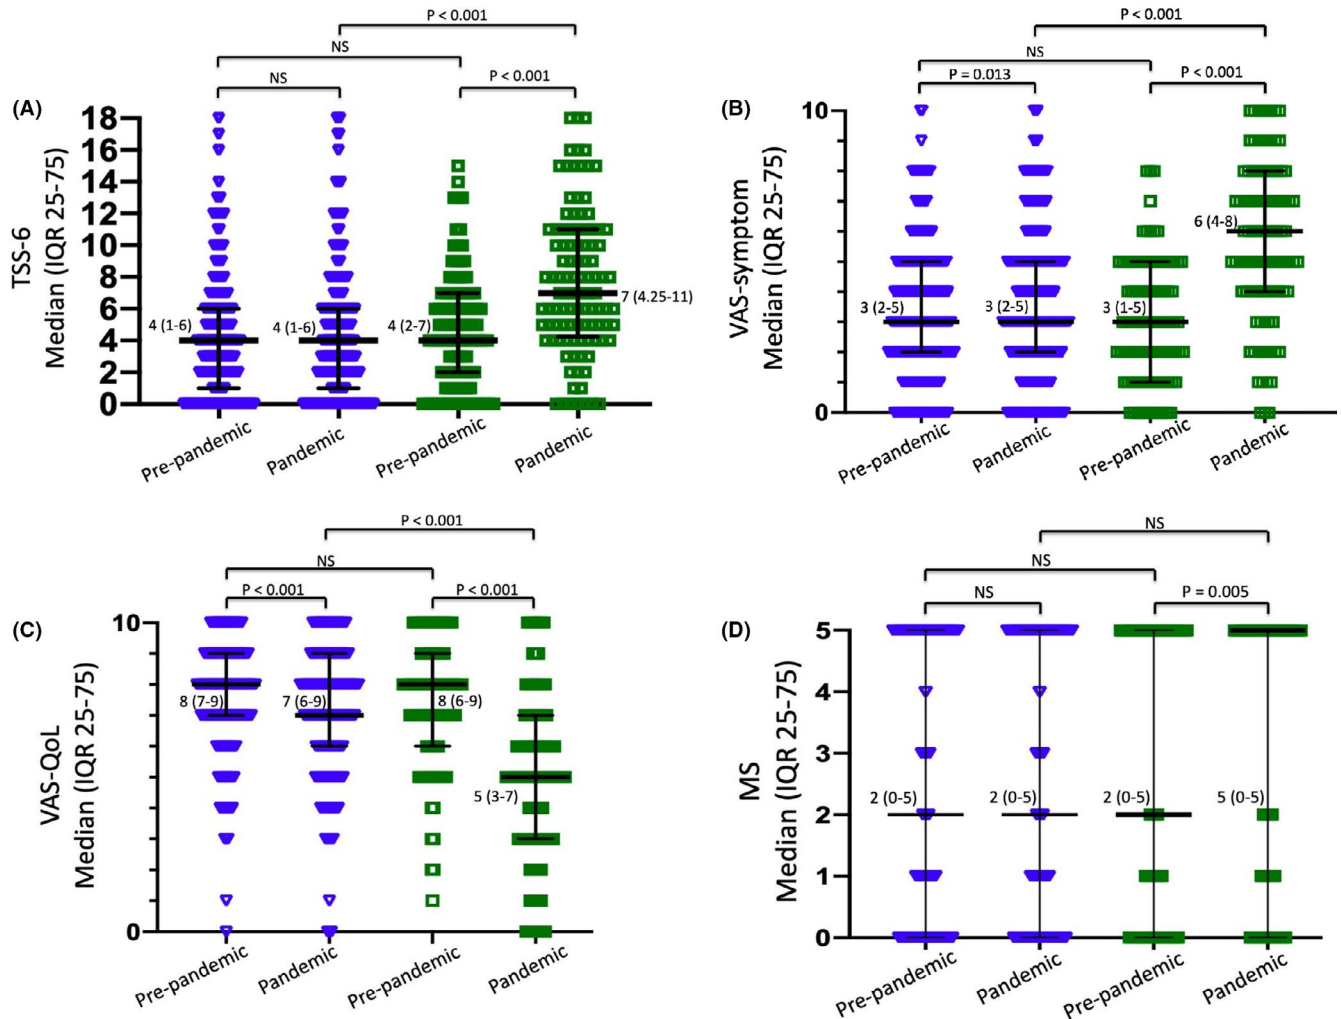 (A)
P < 0.001
NS
NS
P < 0.001
TSS-6
Median (IQR 25-75)
18
16
14
12
10
8
6
4
2
0
4 (1-6)
4 (1-6)
4 (2-7)
7 (4.25-11)
Pre-pandemic
Pandemic
Pre-pandemic
Pandemic
(B)
P < 0.001
NS
P = 0.013
P < 0.001
VAS-symptom
Median (IQR 25-75)
10
0
3 (2-5)
3 (2-5)
3 (1-5)
6 (4-8)
Pre-pandemic
Pandemic
Pre-pandemic
Pandemic
(C)
P < 0.001
NS
P < 0.001
P < 0.001
VAS-QoL
Median (IQR 25-75)
10
0
8 (7-9)
7 (6-9)
8 (6-9)
5 (3-7)
Pre-pandemic
Pandemic
Pre-pandemic
Pandemic
(D)
NS
NS
NS
P = 0.005
MS
Median (IQR 25-75)
5
4
3
2
1
0
2 (0-5)
2 (0-5)
2 (0-5)
5 (0-5)
Pre-pandemic
Pandemic
Pre-pandemic
Pandemic